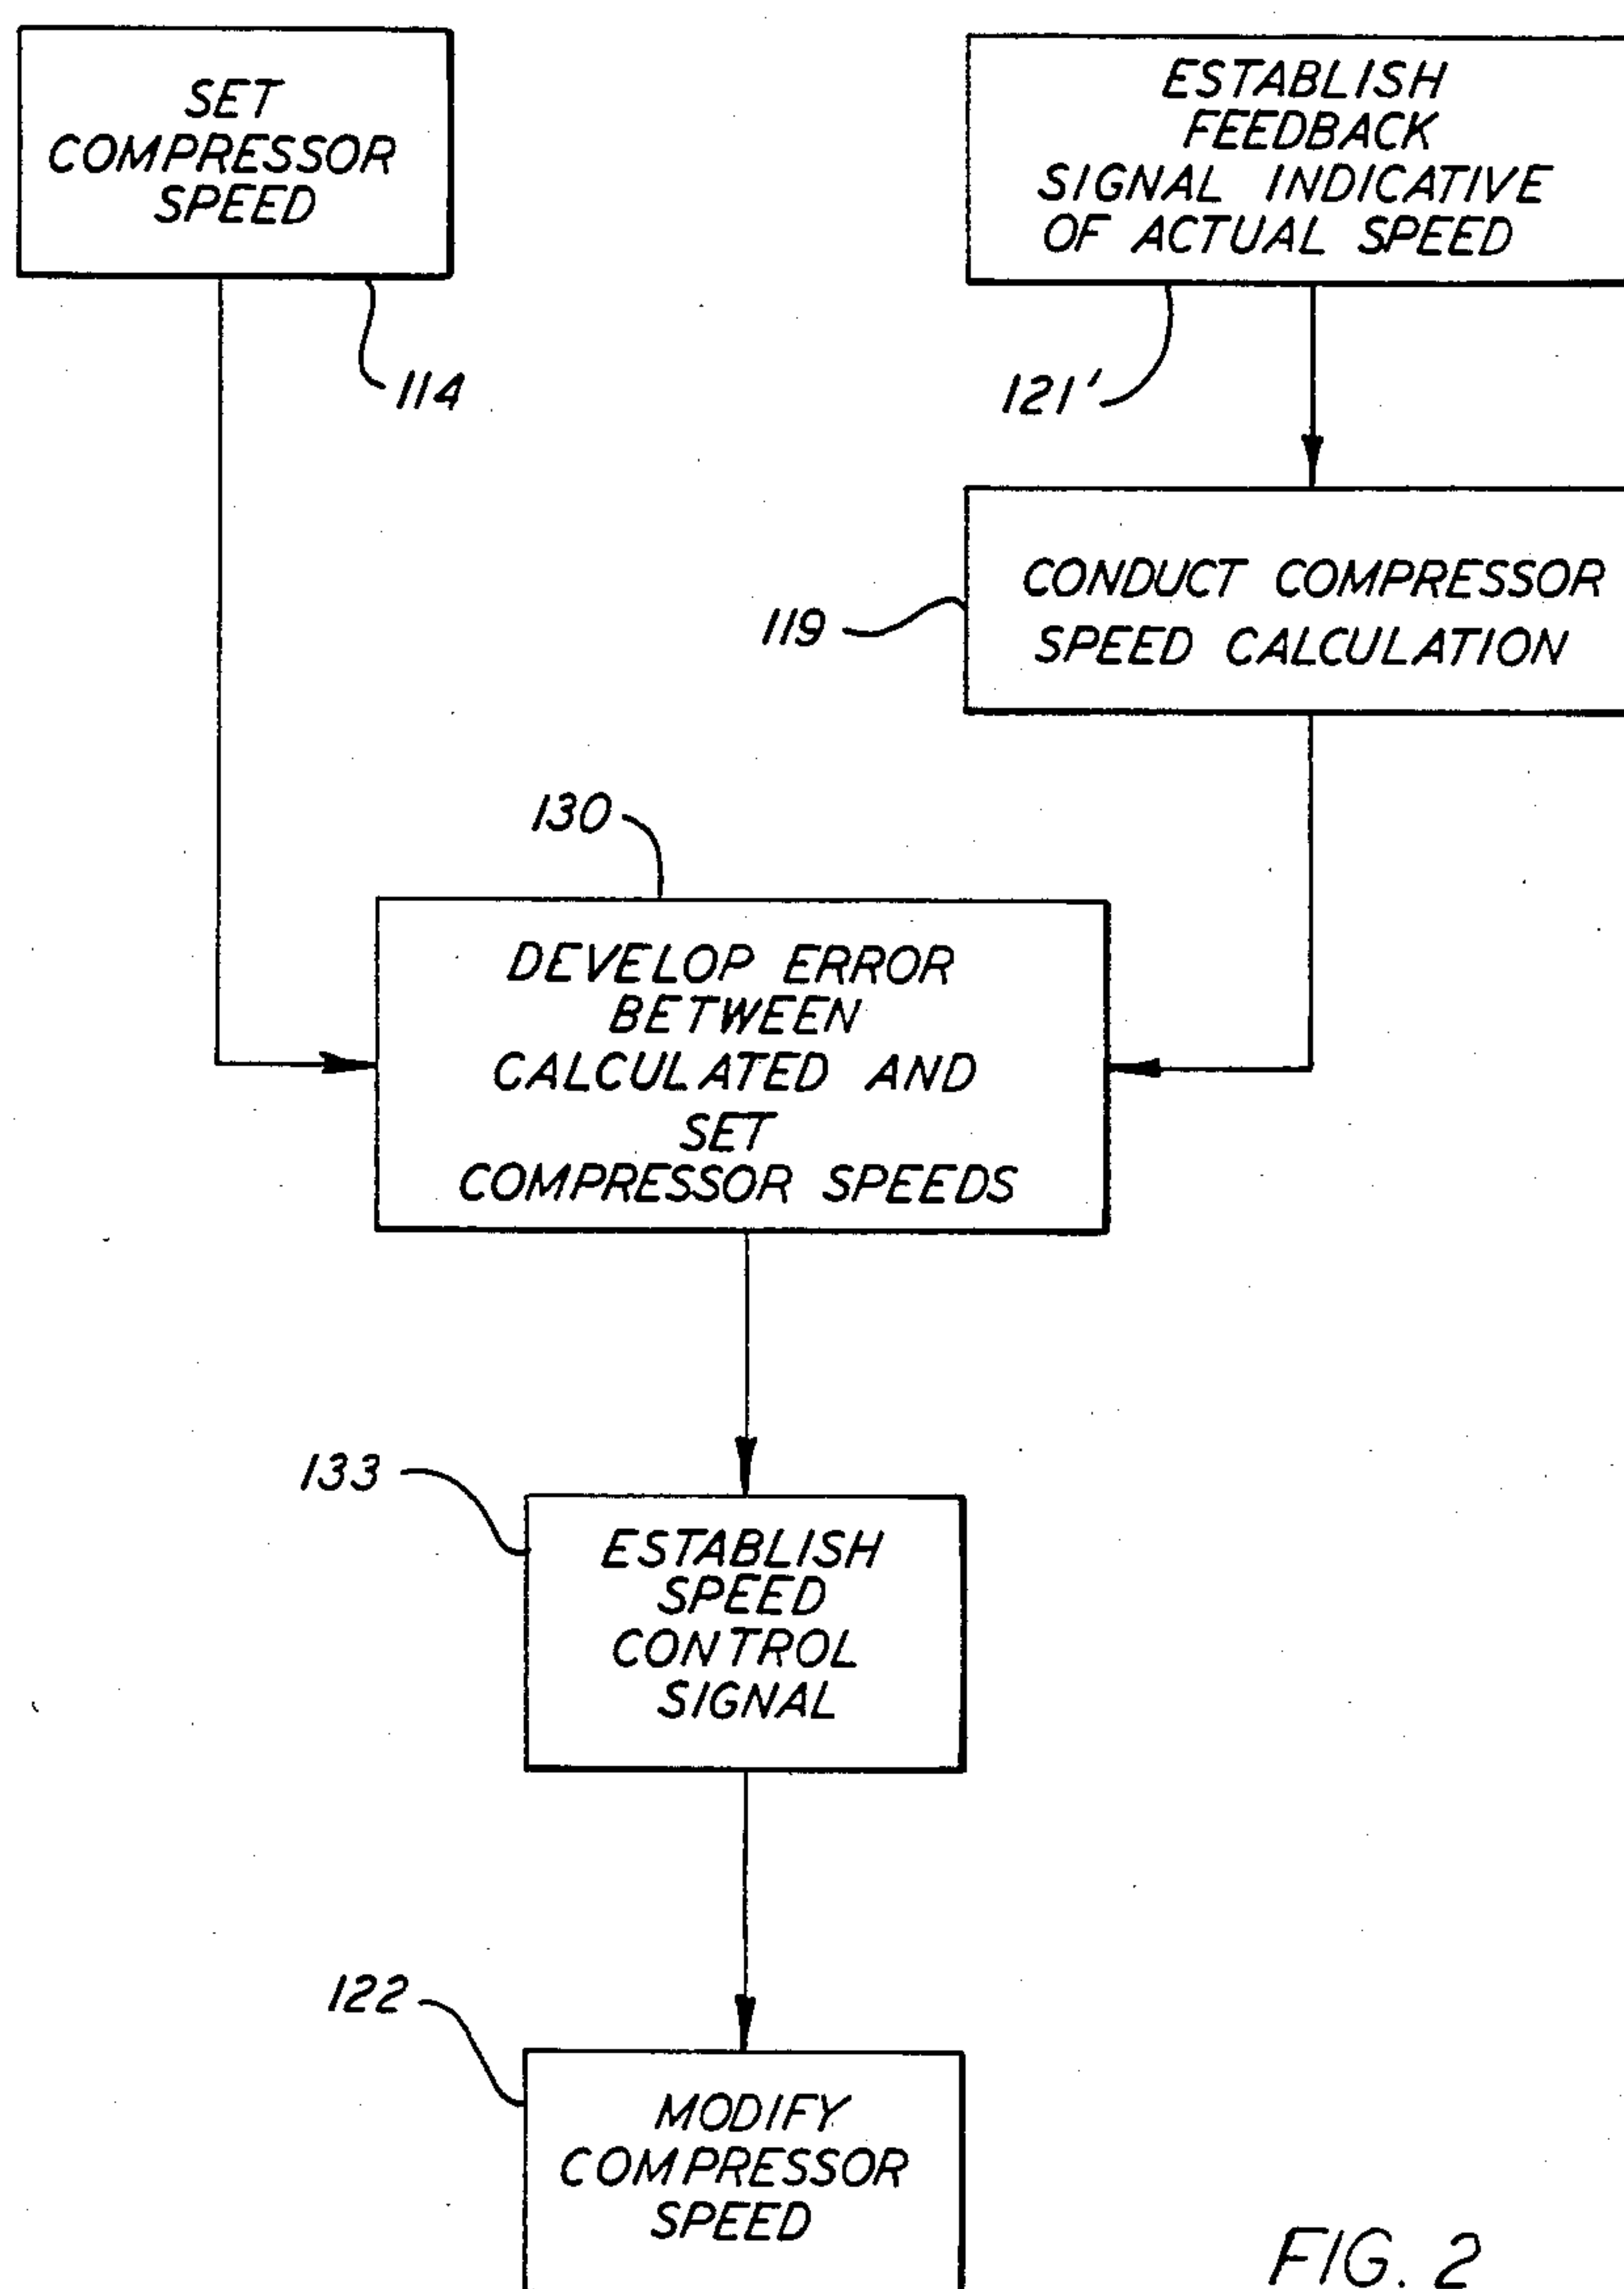 SET
COMPRESSOR
SPEED
114
ESTABLISH
FEEDBACK
SIGNAL INDICATIVE
OF ACTUAL SPEED
121'
CONDUCT COMPRESSOR
SPEED CALCULATION
119
130
DEVELOP ERROR
BETWEEN
CALCULATED AND
SET
COMPRESSOR SPEEDS
133
ESTABLISH
SPEED
CONTROL
SIGNAL
122
MODIFY
COMPRESSOR
SPEED
FIG. 2